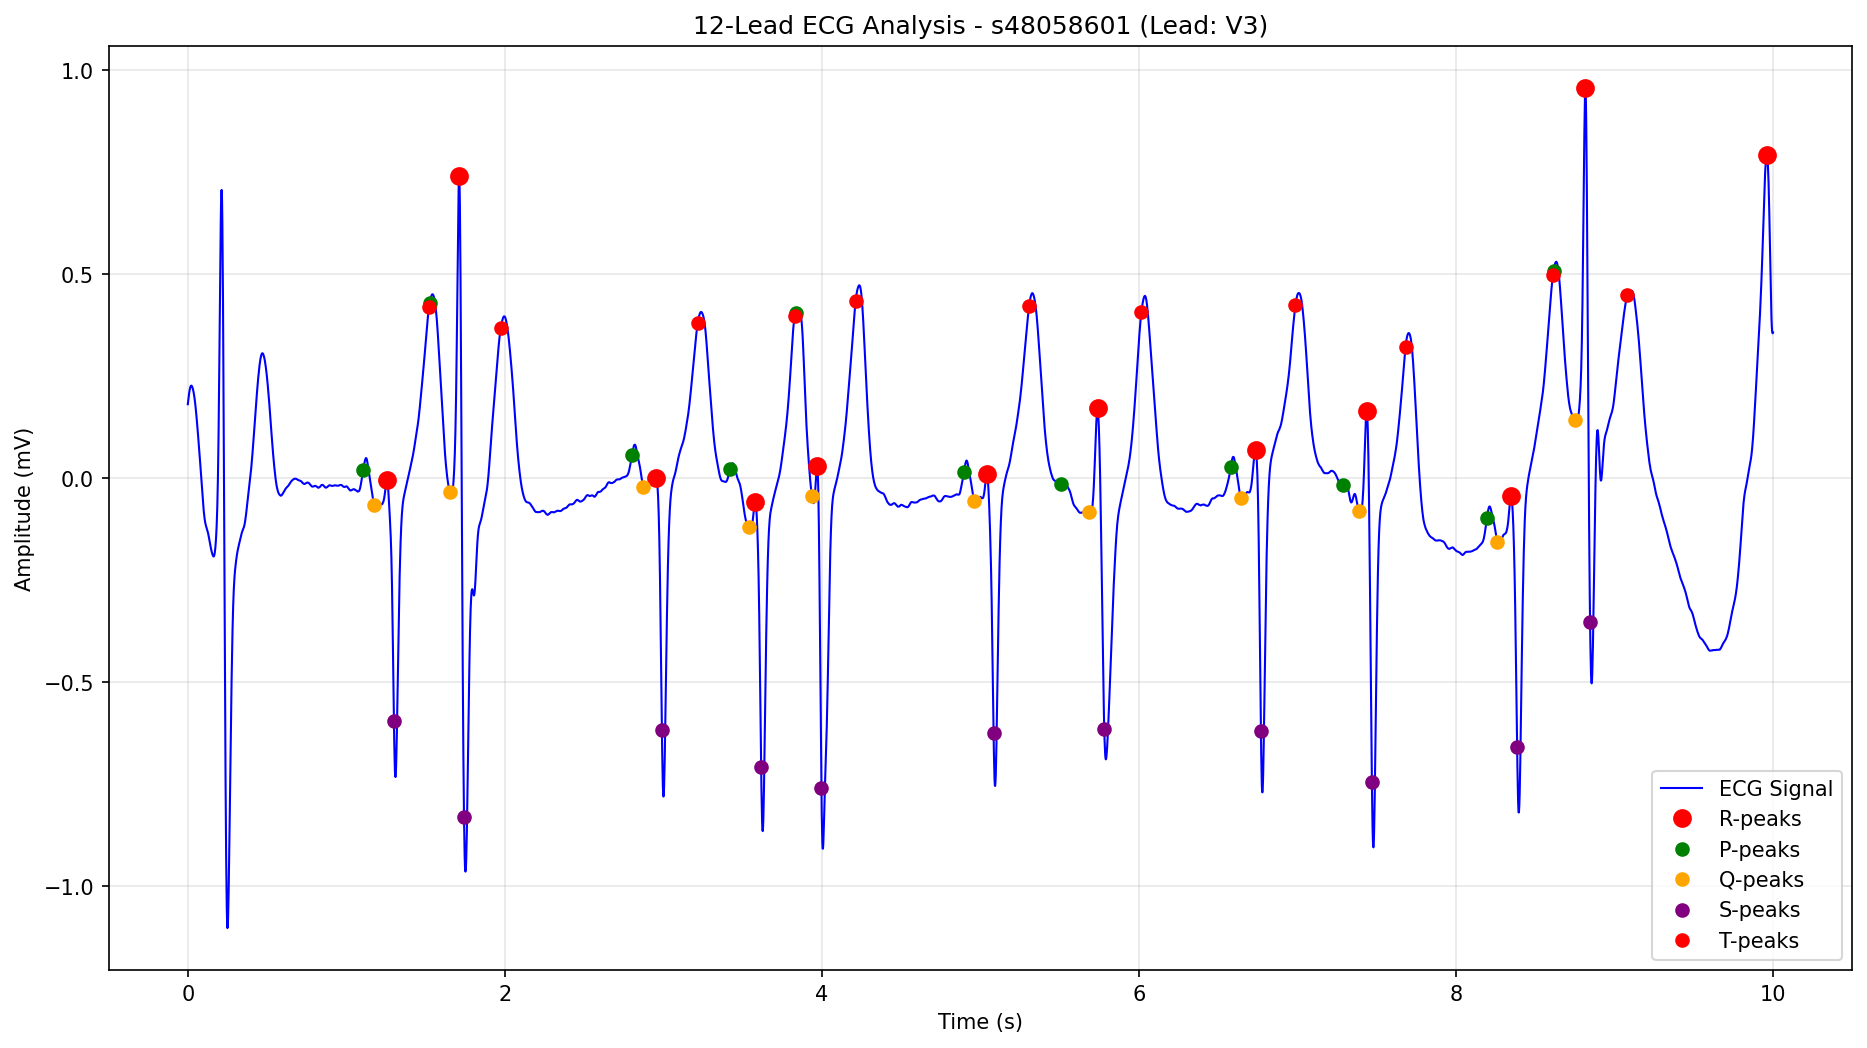 12-Lead ECG Analysis - s48058601 (Lead: V3)
1.0
0.5
0.0
−0.5
−1.0
Amplitude (mV)
0 2 4 6 8 10
Time (s)
ECG Signal
R-peaks
P-peaks
Q-peaks
S-peaks
T-peaks